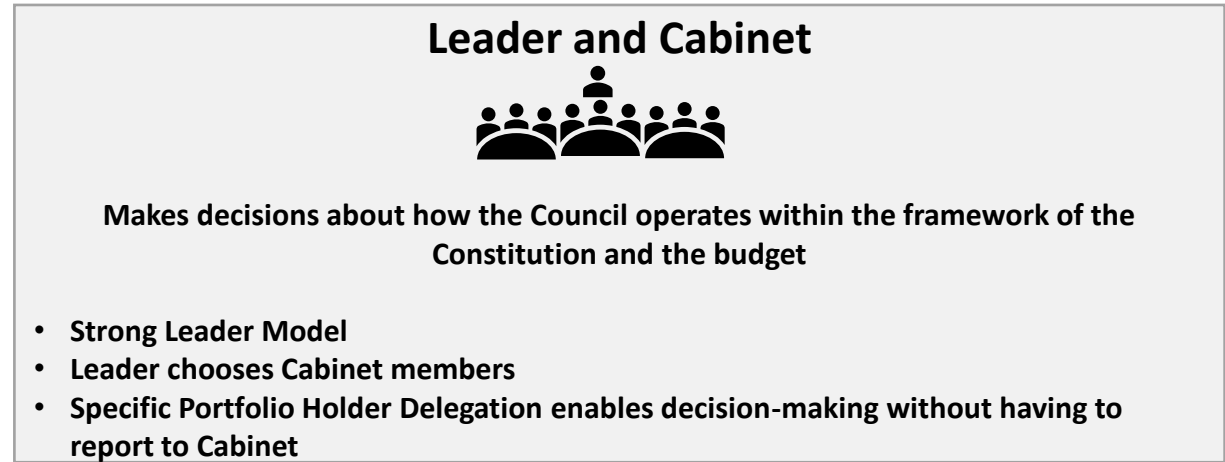 Leader and Cabinet
Makes decisions about how the Council operates within the framework of the
Constitution and the budget
• Strong Leader Model
• Leader chooses Cabinet members
• Specific Portfolio Holder Delegation enables decision-making without having to
report to Cabinet